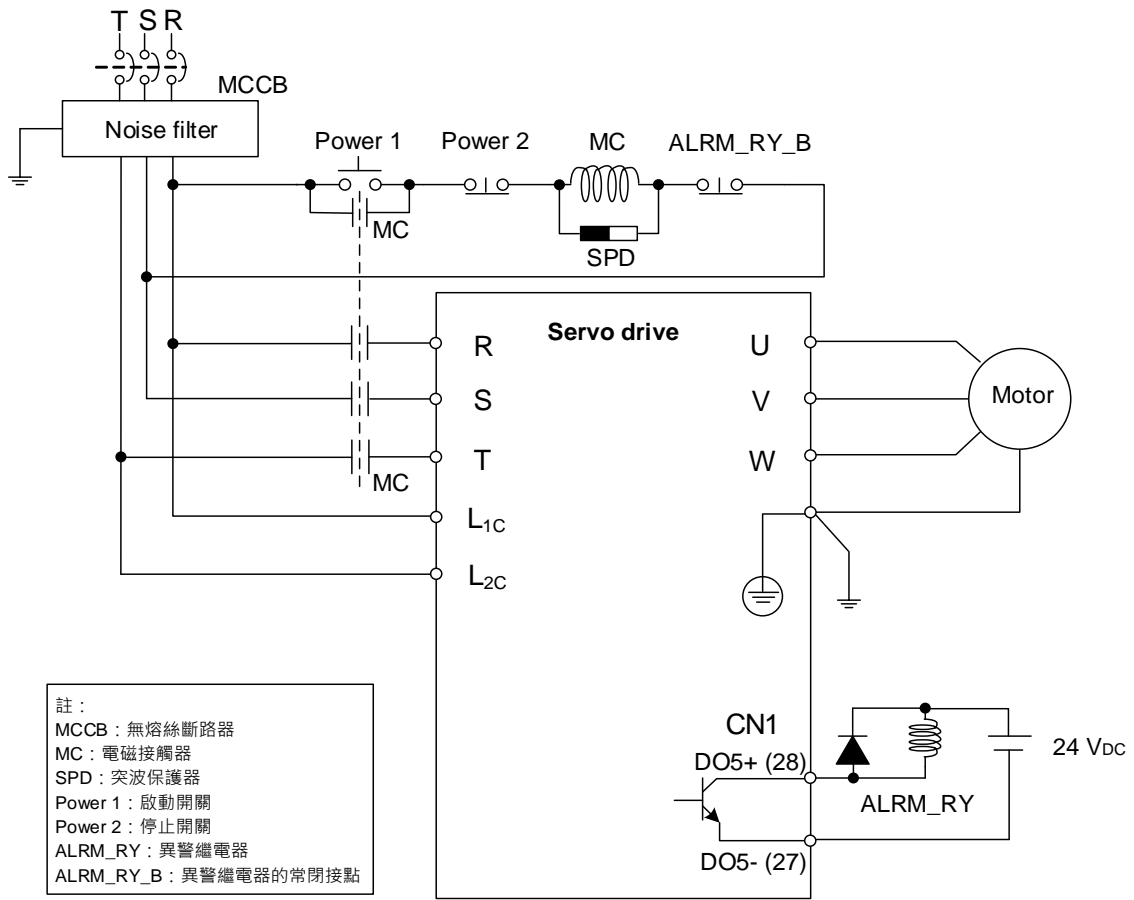 T S R
MCCB
Noise filter
Power 1
Power 2
MC
ALRM_RY_B
MC
SPD
Servo drive
R
U
S
V
Motor
T
W
MC
L1C
L2C
CN1
DO5+ (28)
24 VDC
ALRM_RY
DO5- (27)
註：
MCCB：無熔絲斷路器
MC：電磁接觸器
SPD：突波保護器
Power 1：啟動開關
Power 2：停止開關
ALRM_RY：異警繼電器
ALRM_RY_B：異警繼電器的常閉接點